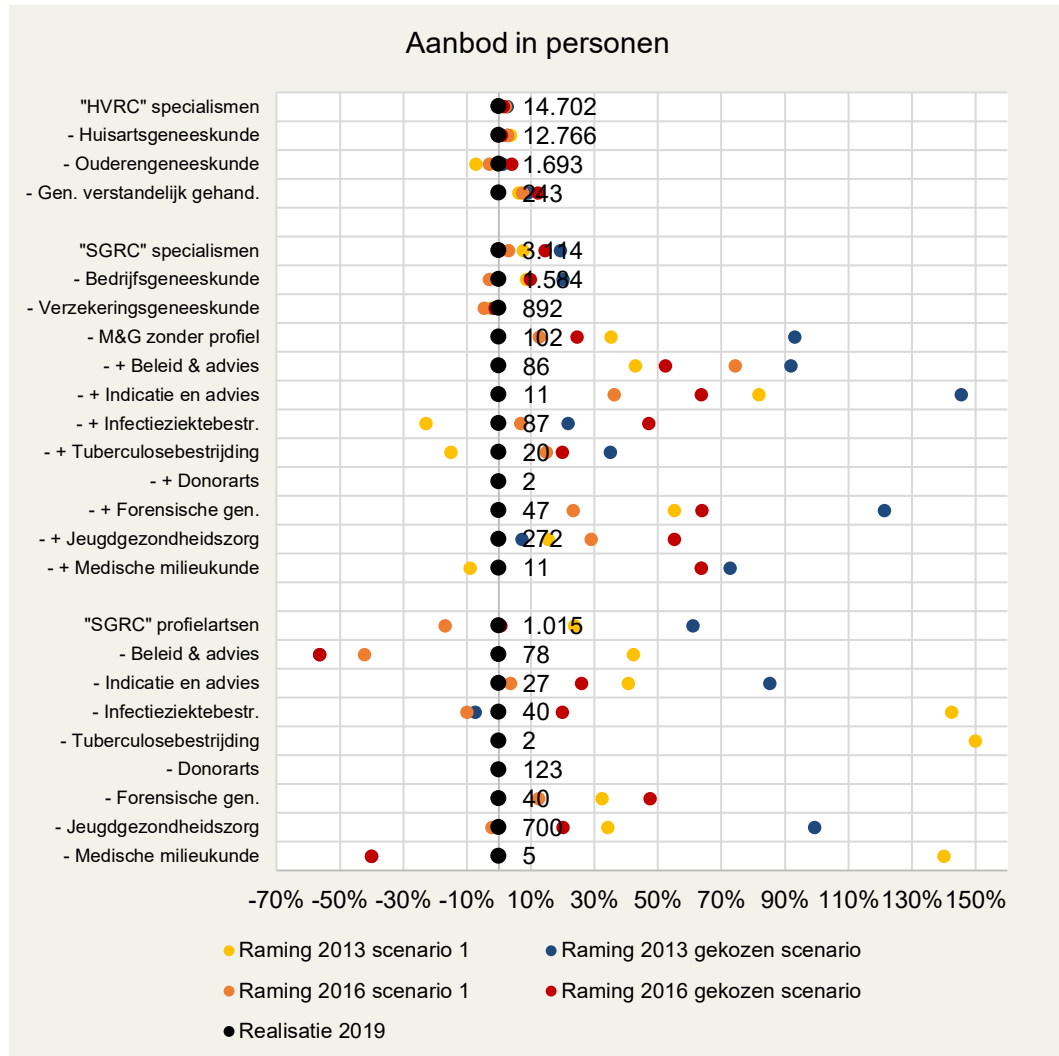 Aanbod in personen
"HVRC" specialismen 14.702
- Huisartsgeneeskunde 12.766
- Ouderengeneeskunde 1.693
- Gen. verstandelijk gehand. 243
"SGRC" specialismen 3.114
- Bedrijfsgeneeskunde 1.584
- Verzekeringsgeneeskunde 892
- M&G zonder profiel 102
- + Beleid & advies 86
- + Indicatie en advies 11
- + Infectieziektebestr. 87
- + Tuberculosebestrijding 20
- + Donorarts 2
- + Forensische gen. 47
- + Jeugdgezondheidszorg 272
- + Medische milieukunde 11
"SGRC" profielartsen 1.015
- Beleid & advies 78
- Indicatie en advies 27
- Infectieziektebestr. 40
- Tuberculosebestrijding 2
- Donorarts 123
- Forensische gen. 40
- Jeugdgezondheidszorg 700
- Medische milieukunde 5
-70% -50% -30% -10% 10% 30% 50% 70% 90% 110% 130% 150%
Raming 2013 scenario 1 Raming 2013 gekozen scenario
Raming 2016 scenario 1 Raming 2016 gekozen scenario
Realisatie 2019